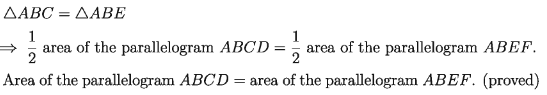 △ABC = △ABE
⇒ 1/2 area of the parallelogram ABCD = 1/2 area of the parallelogram ABEF.
Area of the parallelogram ABCD = area of the parallelogram ABEF. (proved)